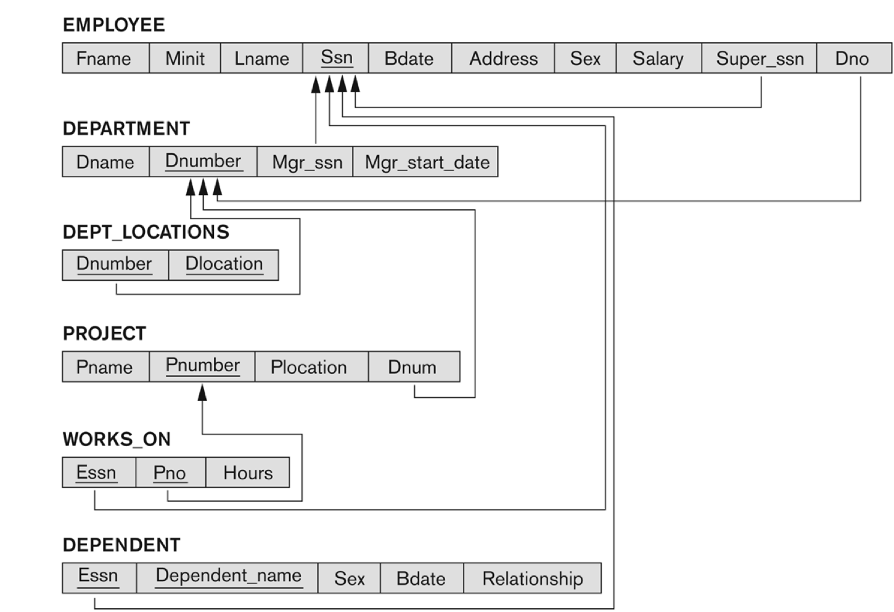 EMPLOYEE
Fname Minit Lname Ssn Bdate Address Sex Salary Super_ssn Dno
DEPARTMENT
Dname Dnumber Mgr_ssn Mgr_start_date
DEPT_LOCATIONS
Dnumber Dlocation
PROJECT
Pname Pnumber Plocation Dnum
WORKS_ON
Essn Pno Hours
DEPENDENT
Essn Dependent_name Sex Bdate Relationship